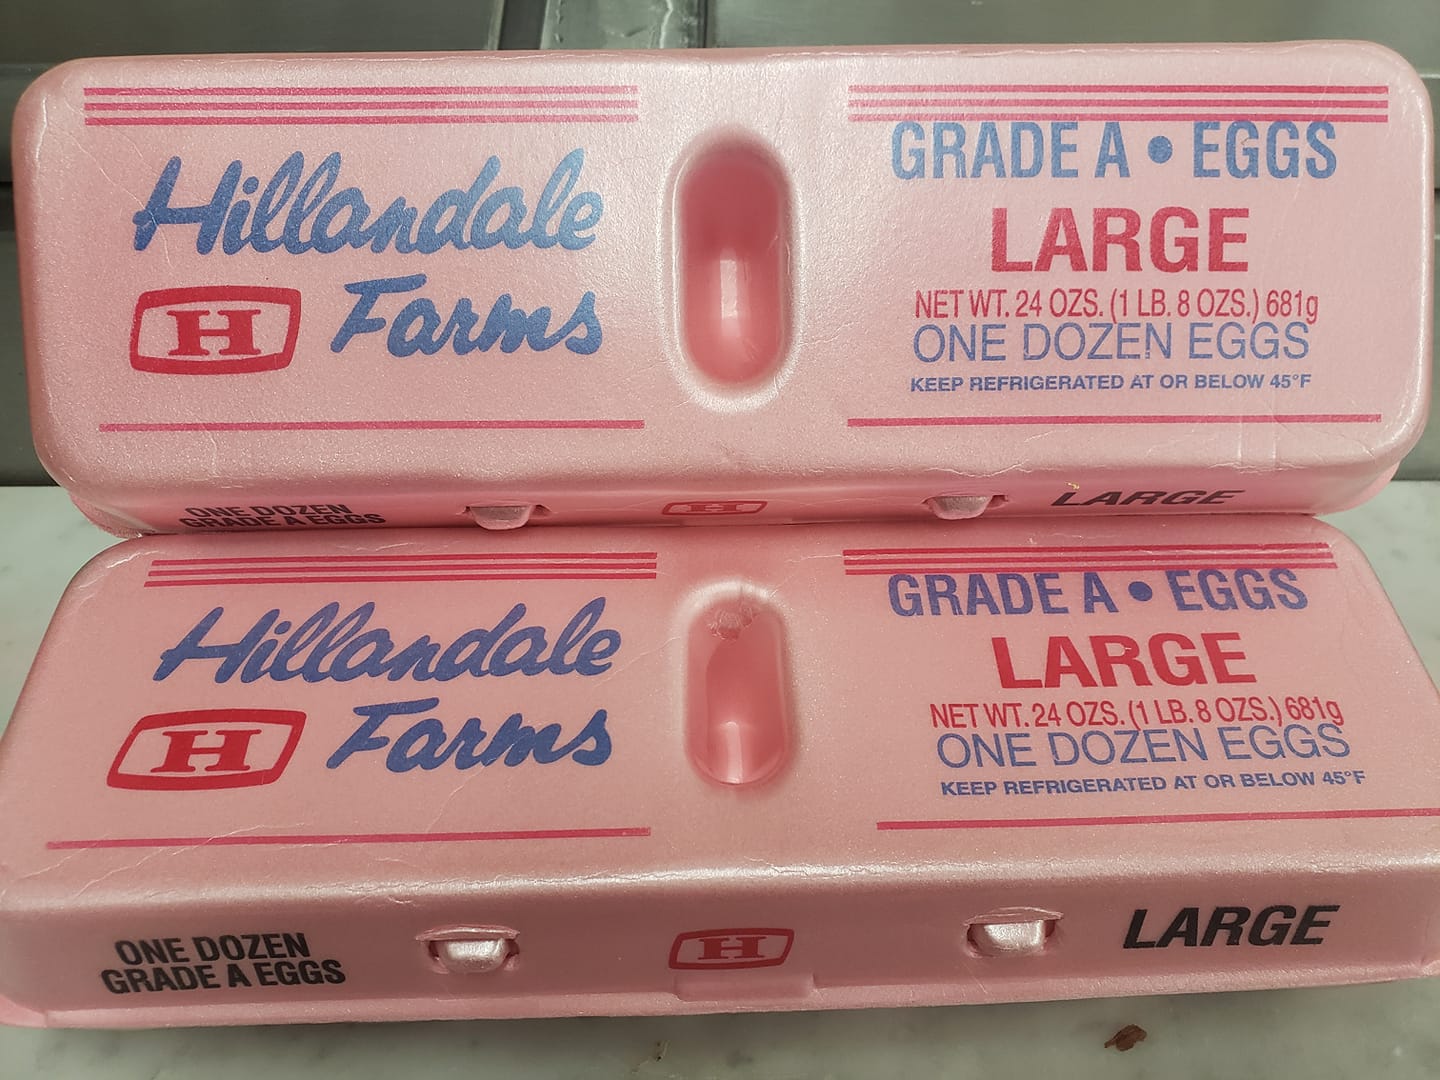 Hillandale
H Farms
GRADE A • EGGS
LARGE
NET WT. 24 OZS. (1 LB. 8 OZS.) 681g
ONE DOZEN EGGS
KEEP REFRIGERATED AT OR BELOW 45°F
ONE DOZEN
GRADE A EGGS
H
LARGE
Hillandale
H Farms
GRADE A • EGGS
LARGE
NET WT. 24 OZS. (1 LB. 8 OZS.) 681g
ONE DOZEN EGGS
KEEP REFRIGERATED AT OR BELOW 45°F
ONE DOZEN
GRADE A EGGS
H
LARGE